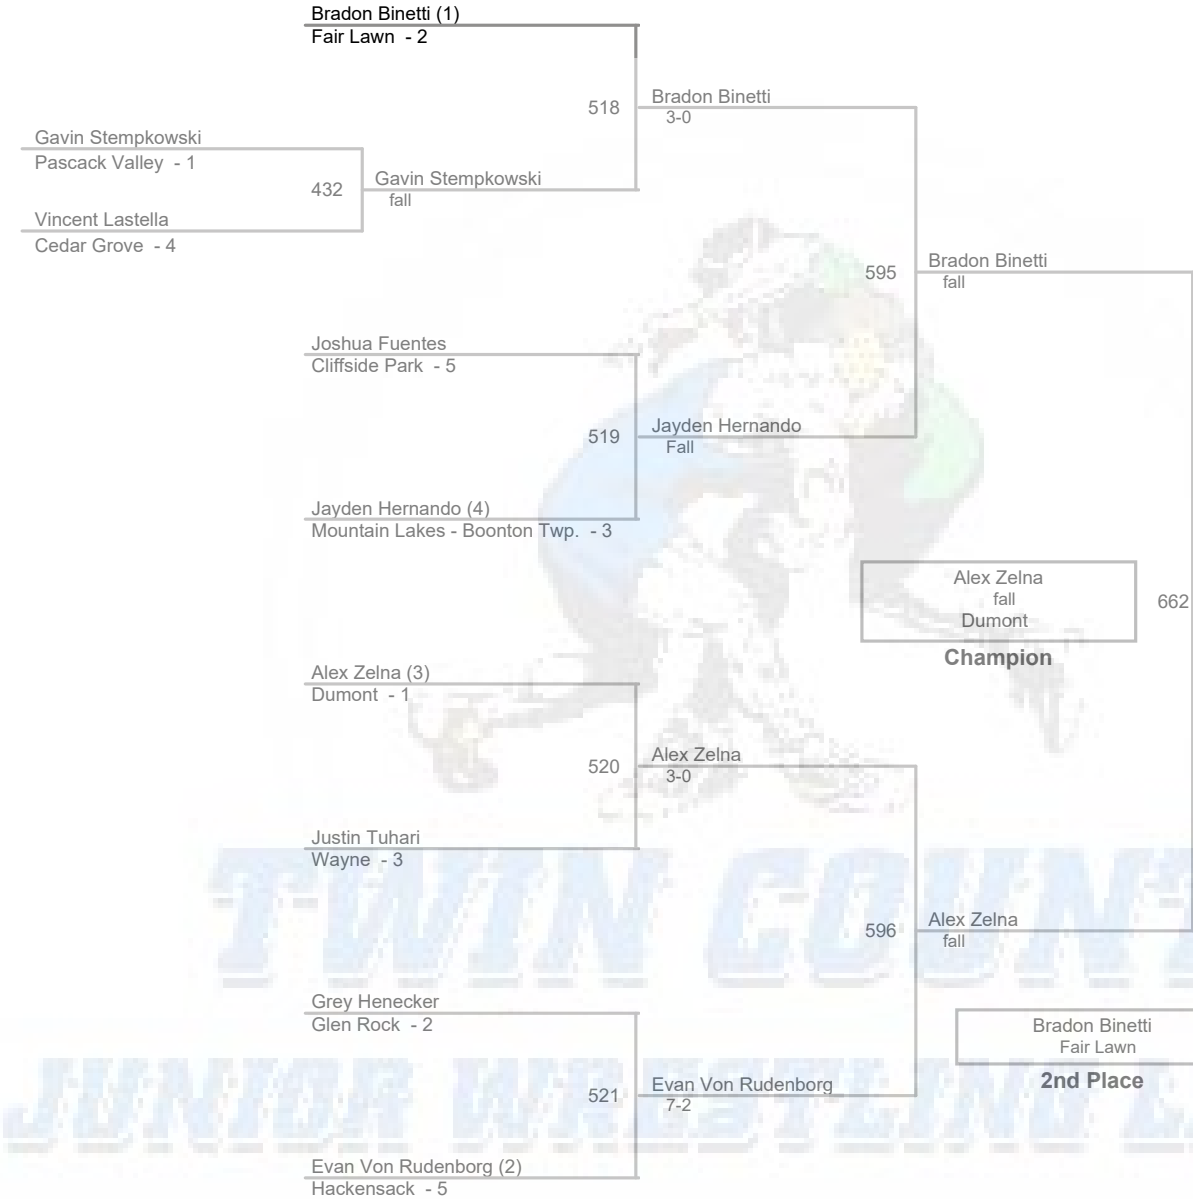 Bradon Binetti (1)
Fair Lawn - 2
518
Bradon Binetti
3-0
Gavin Stempkowski
Pascack Valley - 1
432
Gavin Stempkowski
fall
Vincent Lastella
Cedar Grove - 4
595
Bradon Binetti
fall
Joshua Fuentes
Cliffside Park - 5
519
Jayden Hernando
Fall
Jayden Hernando (4)
Mountain Lakes - Boonton Twp. - 3
Alex Zelna
fall
Dumont
662
Champion
Alex Zelna (3)
Dumont - 1
520
Alex Zelna
3-0
Justin Tuhari
Wayne - 3
TWIN COUNT
596
Alex Zelna
fall
Grey Henecker
Glen Rock - 2
Bradon Binetti
Fair Lawn
2nd Place
JUNIOR WRESTLING L
521
Evan Von Rudenborg
7-2
Evan Von Rudenborg (2)
Hackensack - 5